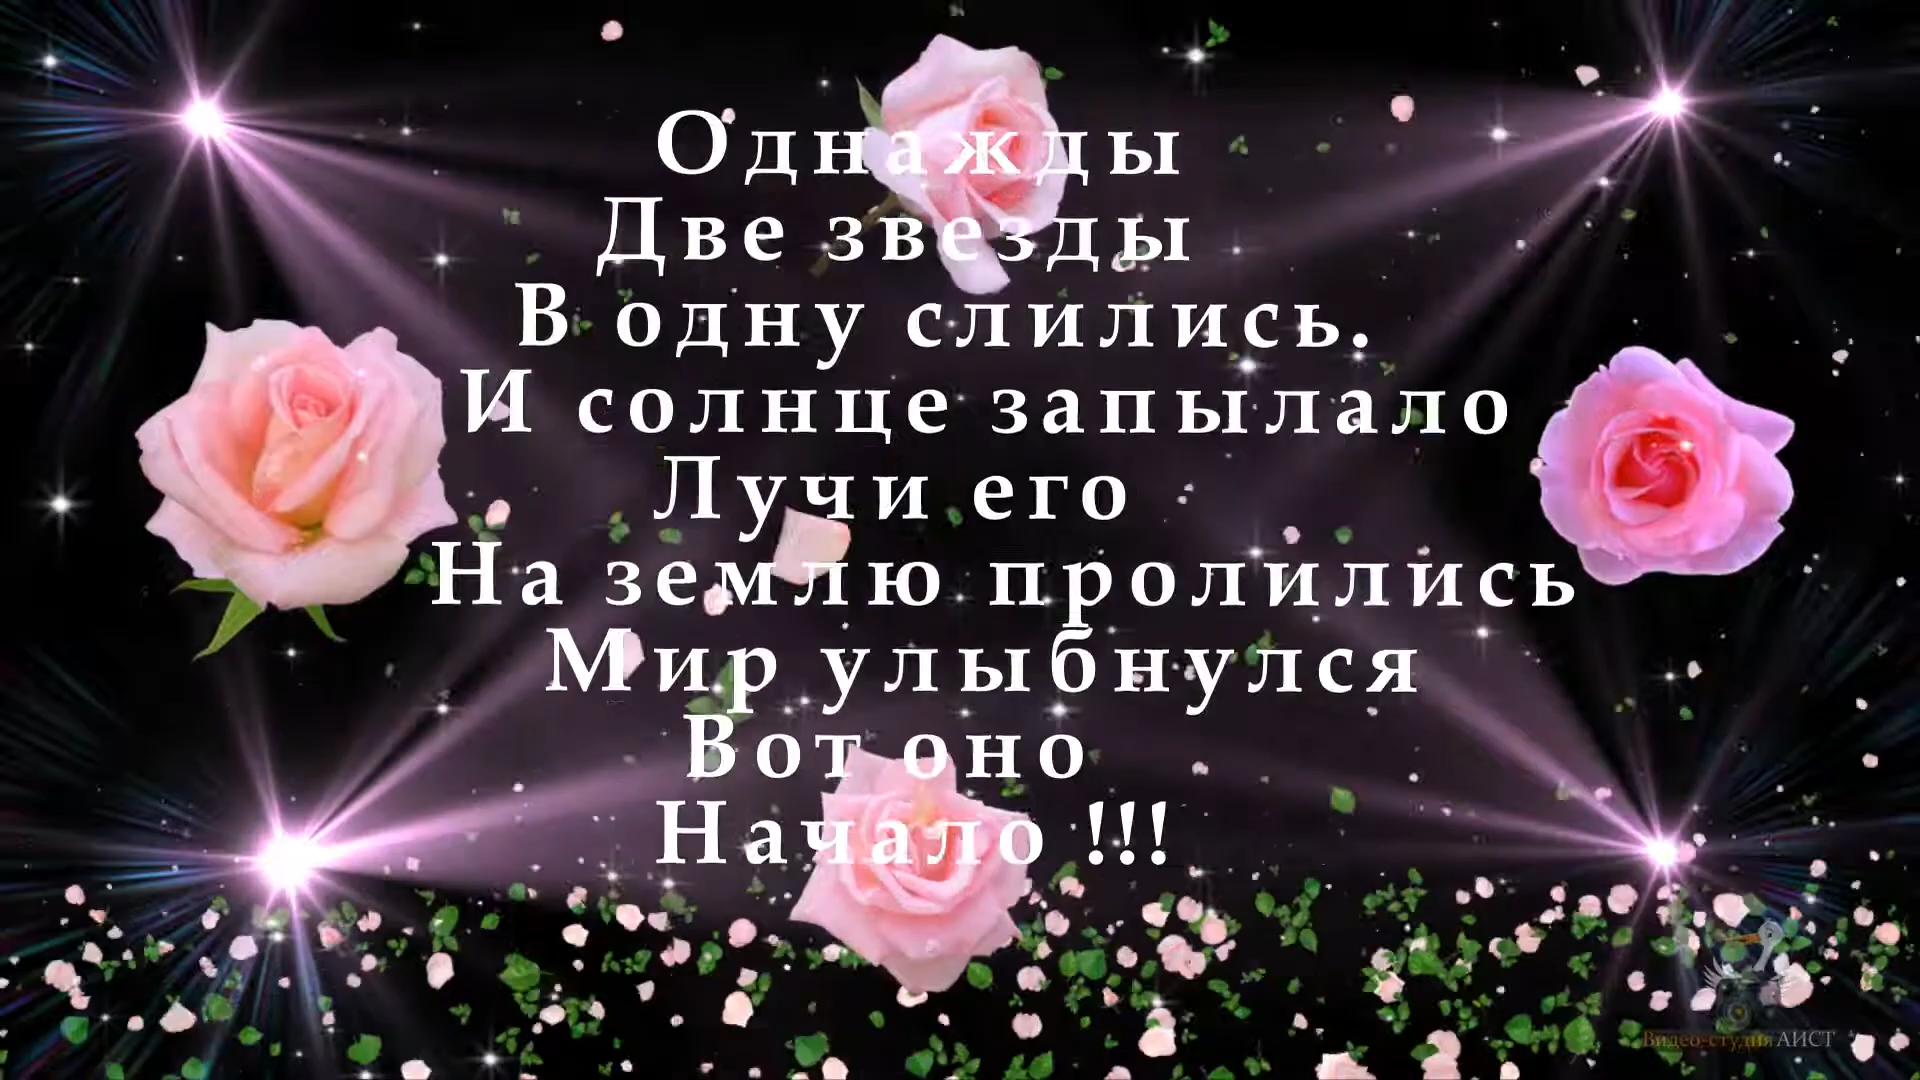 Однажды
Две звезды
В одну слились.
И солнце запылало
Лучи его
На землю пролились
Мир улыбнулся
Вот оно
Начало !!!
Видео-студия АИСТ